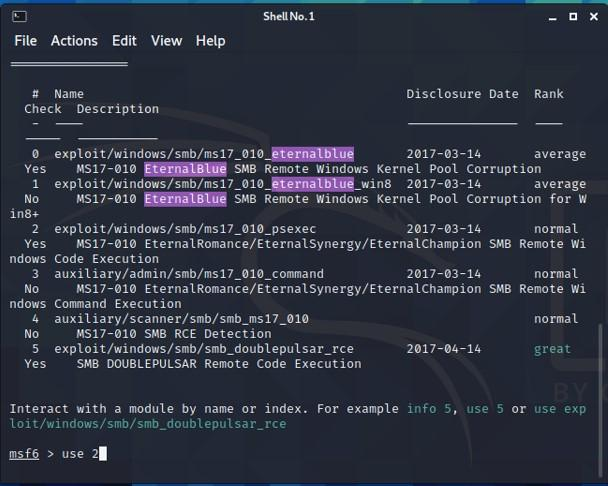 Shell No. 1
File Actions Edit View Help
# Name Disclosure Date Rank
Check Description
- ---- --------------- ----
----- -----------
0 exploit/windows/smb/ms17_010_eternalblue 2017-03-14 average
Yes MS17-010 EternalBlue SMB Remote Windows Kernel Pool Corruption
1 exploit/windows/smb/ms17_010_eternalblue_win8 2017-03-14 average
No MS17-010 EternalBlue SMB Remote Windows Kernel Pool Corruption for W
in8+
2 exploit/windows/smb/ms17_010_psexec 2017-03-14 normal
Yes MS17-010 EternalRomance/EternalSynergy/EternalChampion SMB Remote Wi
ndows Code Execution
3 auxiliary/admin/smb/ms17_010_command 2017-03-14 normal
No MS17-010 EternalRomance/EternalSynergy/EternalChampion SMB Remote Wi
ndows Command Execution
4 auxiliary/scanner/smb/smb_ms17_010 normal
No MS17-010 SMB RCE Detection
5 exploit/windows/smb/smb_doublepulsar_rce 2017-04-14 great
Yes SMB DOUBLEPULSAR Remote Code Execution
Interact with a module by name or index. For example info 5, use 5 or use exp
loit/windows/smb/smb_doublepulsar_rce
msf6 > use 2